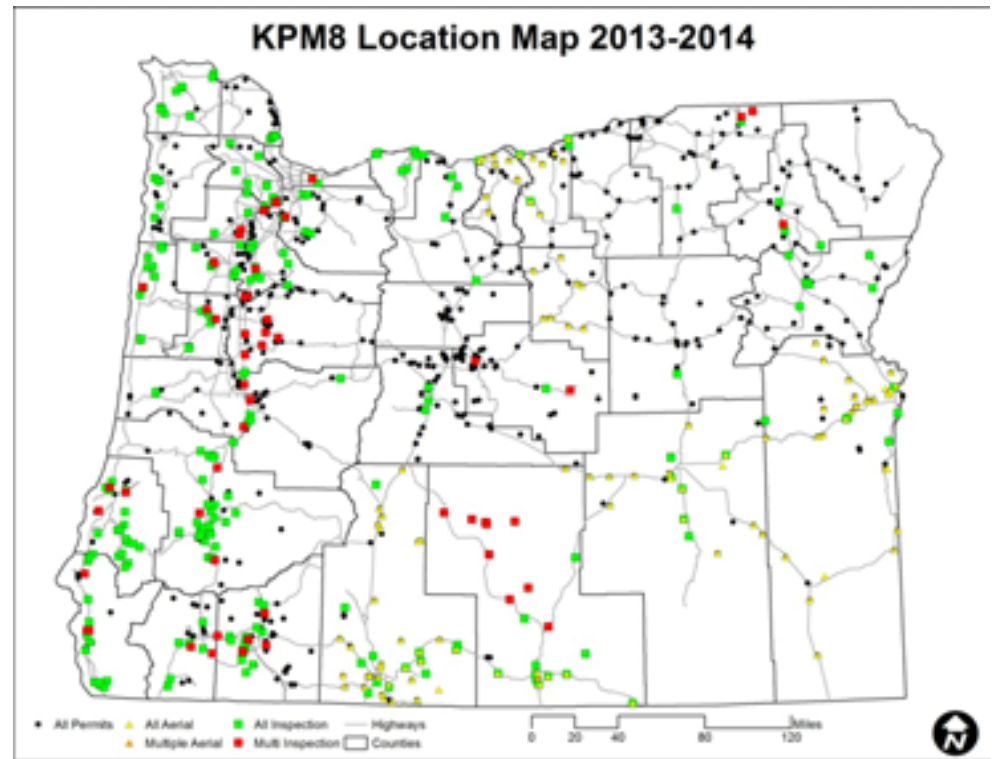 KPM8 Location Map 2013-2014
All Permits All Aerial All Inspection Highways
Multiple Aerial Multi Inspection Counties
Miles
0 20 40 80 120
N